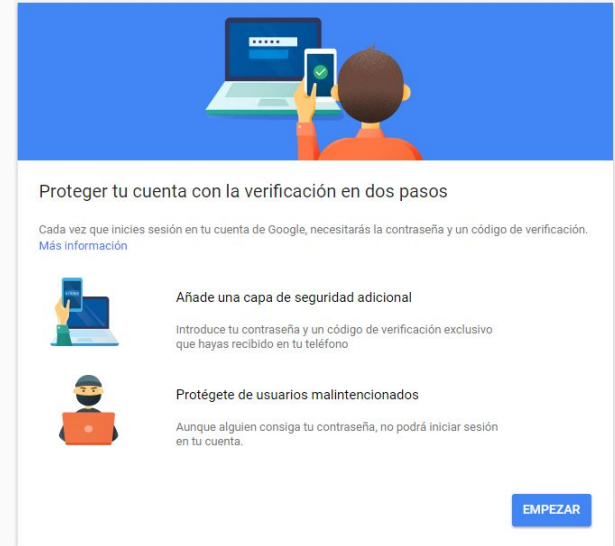 Proteger tu cuenta con la verificación en dos pasos
Cada vez que inicies sesión en tu cuenta de Google, necesitarás la contraseña y un código de verificación.
Más información
Añade una capa de seguridad adicional
Introduce tu contraseña y un código de verificación exclusivo
que hayas recibido en tu teléfono
Protégete de usuarios malintencionados
Aunque alguien consiga tu contraseña, no podrá iniciar sesión
en tu cuenta.
EMPEZAR